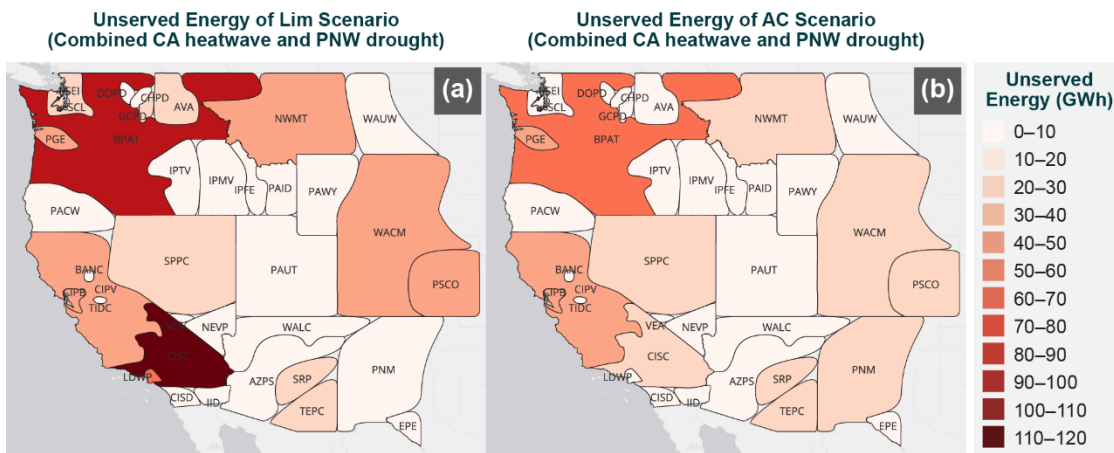 Unserved Energy of Lim Scenario
(Combined CA heatwave and PNW drought)
(a)
SEI
SCL
DOPD
CHPD
GCPD
AVA
PGE
BPAT
NWMT
WAUW
IPTV
IPMV
IPFE
PAID
PAWY
PACW
WACM
SPPC
PAUT
PSCO
BANC
CIPB
CIPV
TIDC
VEA
NEVP
WALC
CISC
LDWP
CISD
IID
AZPS
SRP
TEPC
PNM
EPE
Unserved Energy of AC Scenario
(Combined CA heatwave and PNW drought)
(b)
SEI
SCL
DOPD
CHPD
GCPD
AVA
PGE
BPAT
NWMT
WAUW
IPTV
IPMV
IPFE
PAID
PAWY
PACW
WACM
SPPC
PAUT
PSCO
BANC
CIPB
CIPV
TIDC
VEA
NEVP
WALC
CISC
LDWP
CISD
IID
AZPS
SRP
TEPC
PNM
EPE
Unserved
Energy (GWh)
0–10
10–20
20–30
30–40
40–50
50–60
60–70
70–80
80–90
90–100
100–110
110–120